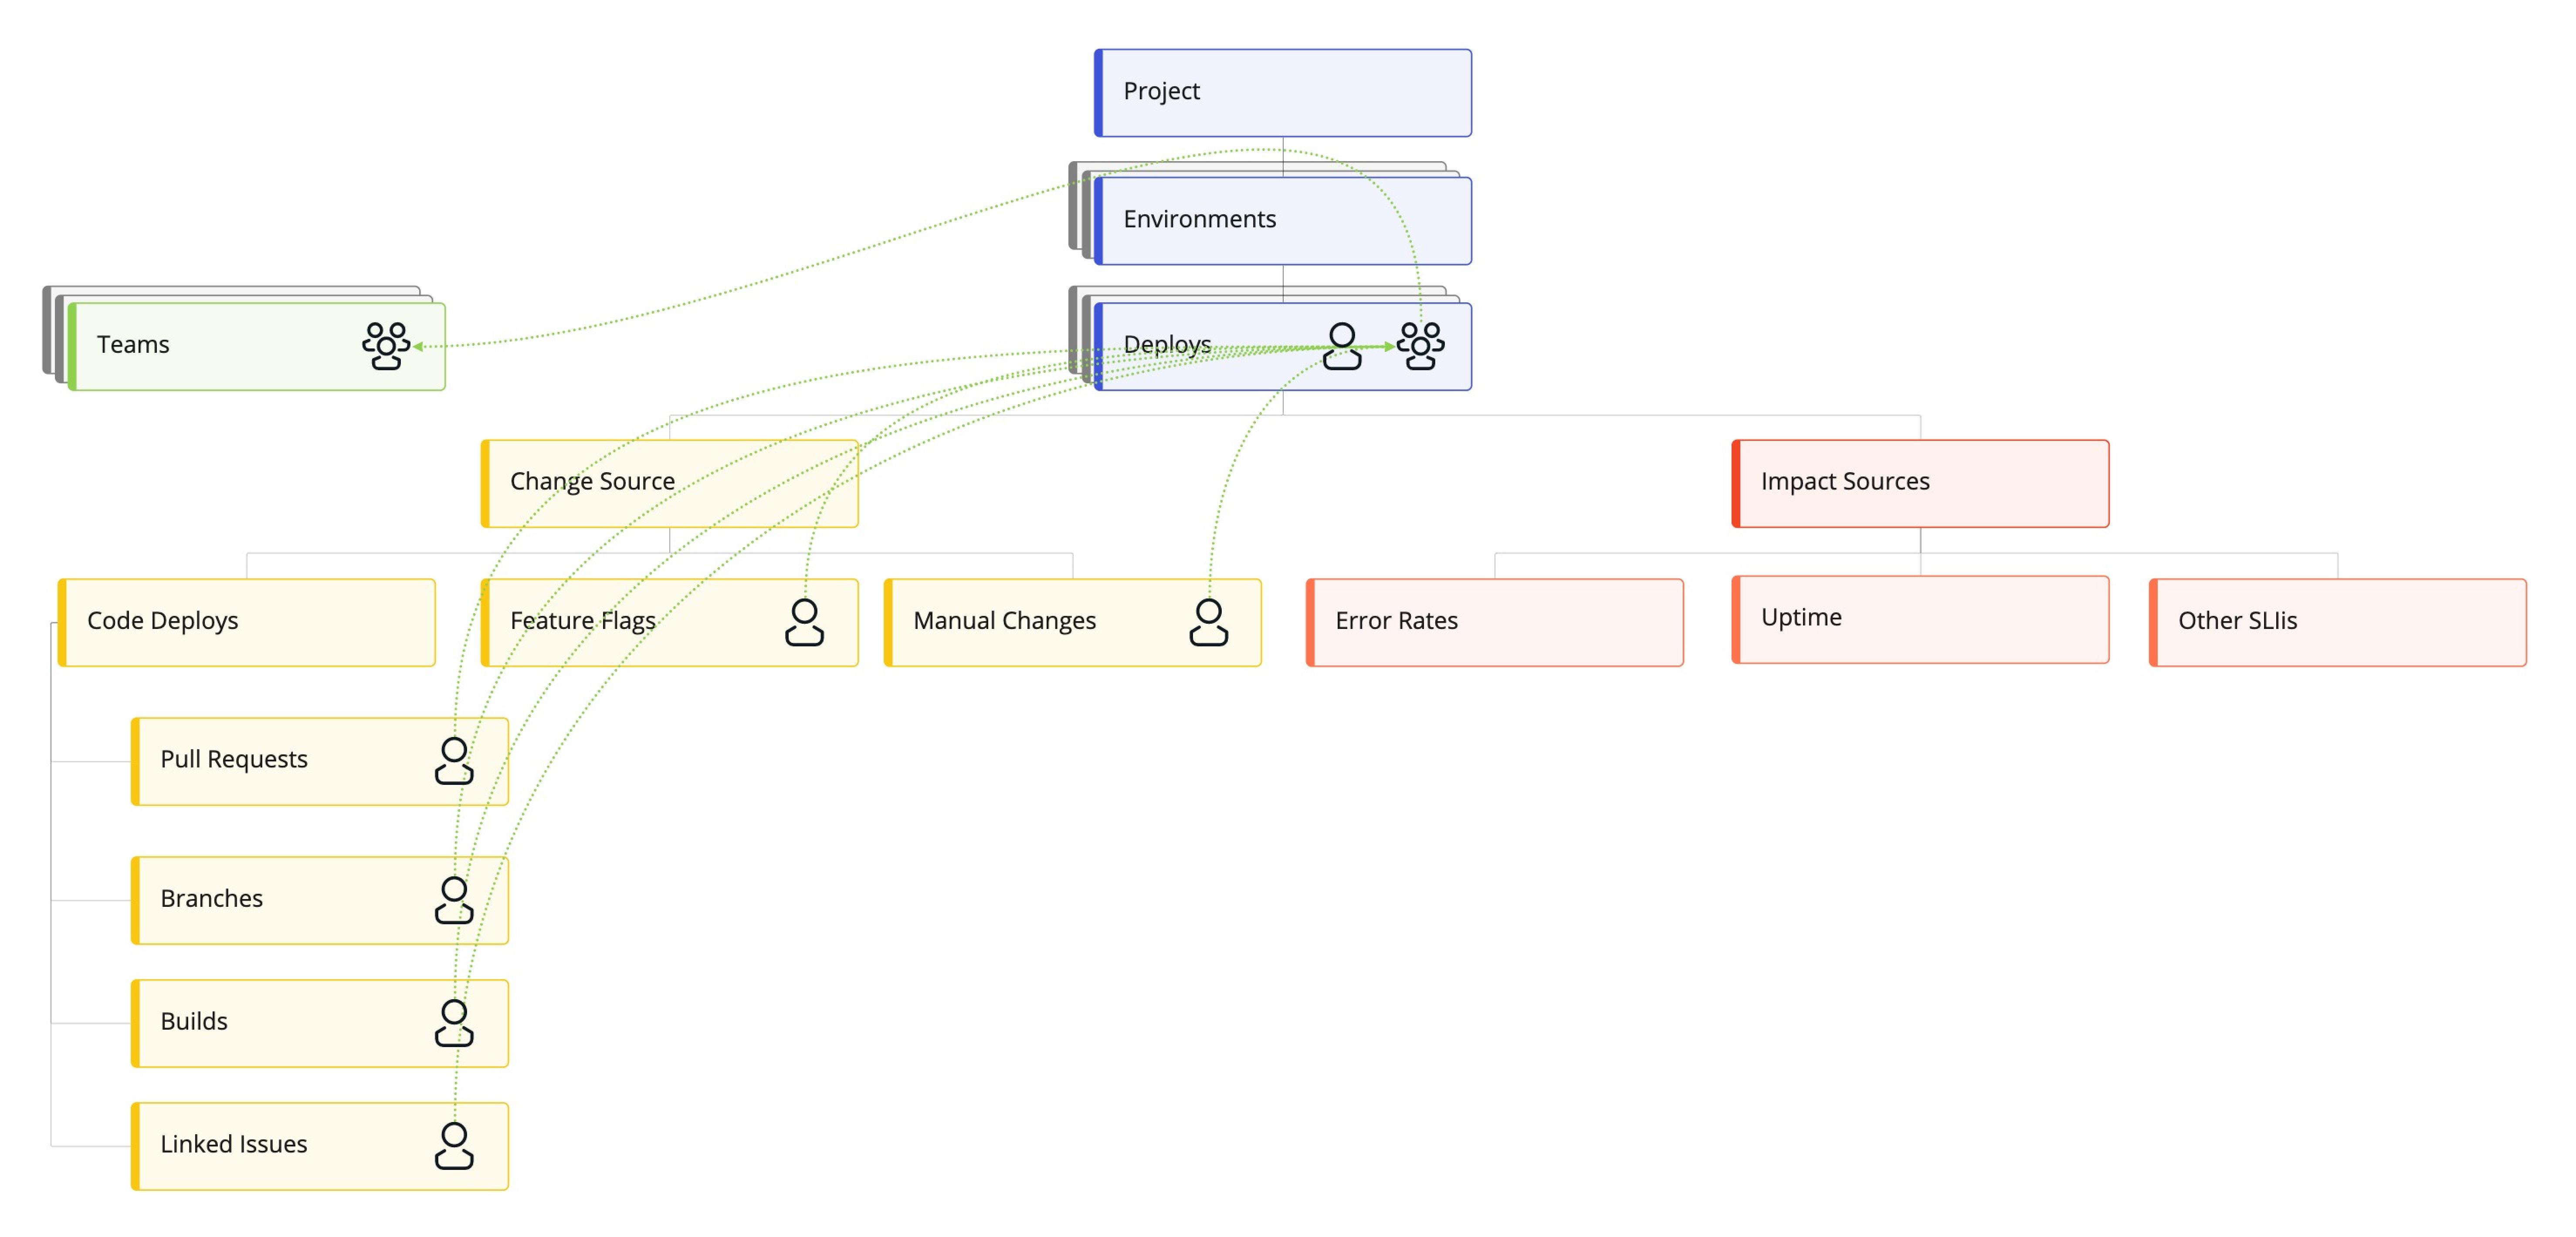 Project
Environments
Teams
Deploys
Change Source
Impact Sources
Code Deploys
Feature Flags
Manual Changes
Error Rates
Uptime
Other SLIis
Pull Requests
Branches
Builds
Linked Issues